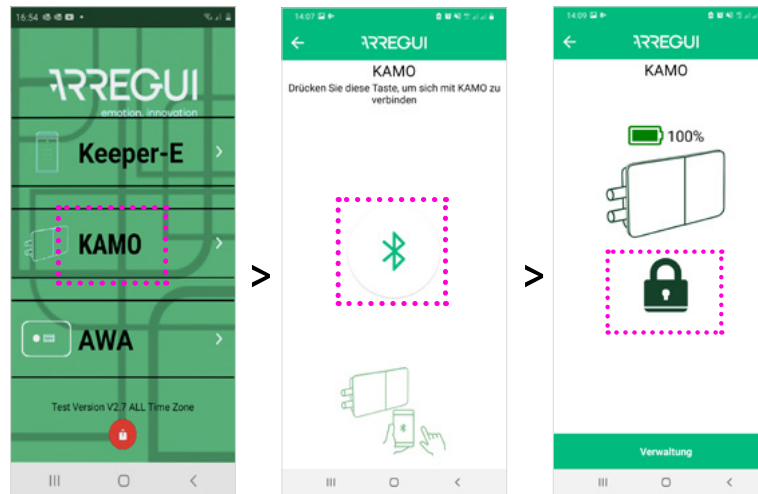 16:54
ARREGUI
emotion. innovation
Keeper-E
KAMO
AWA
Test Version V2.7 ALL Time Zone
>
14:07
ARREGUI
KAMO
Drücken Sie diese Taste, um sich mit KAMO zu
verbinden
>
14:09
ARREGUI
KAMO
100%
Verwaltung